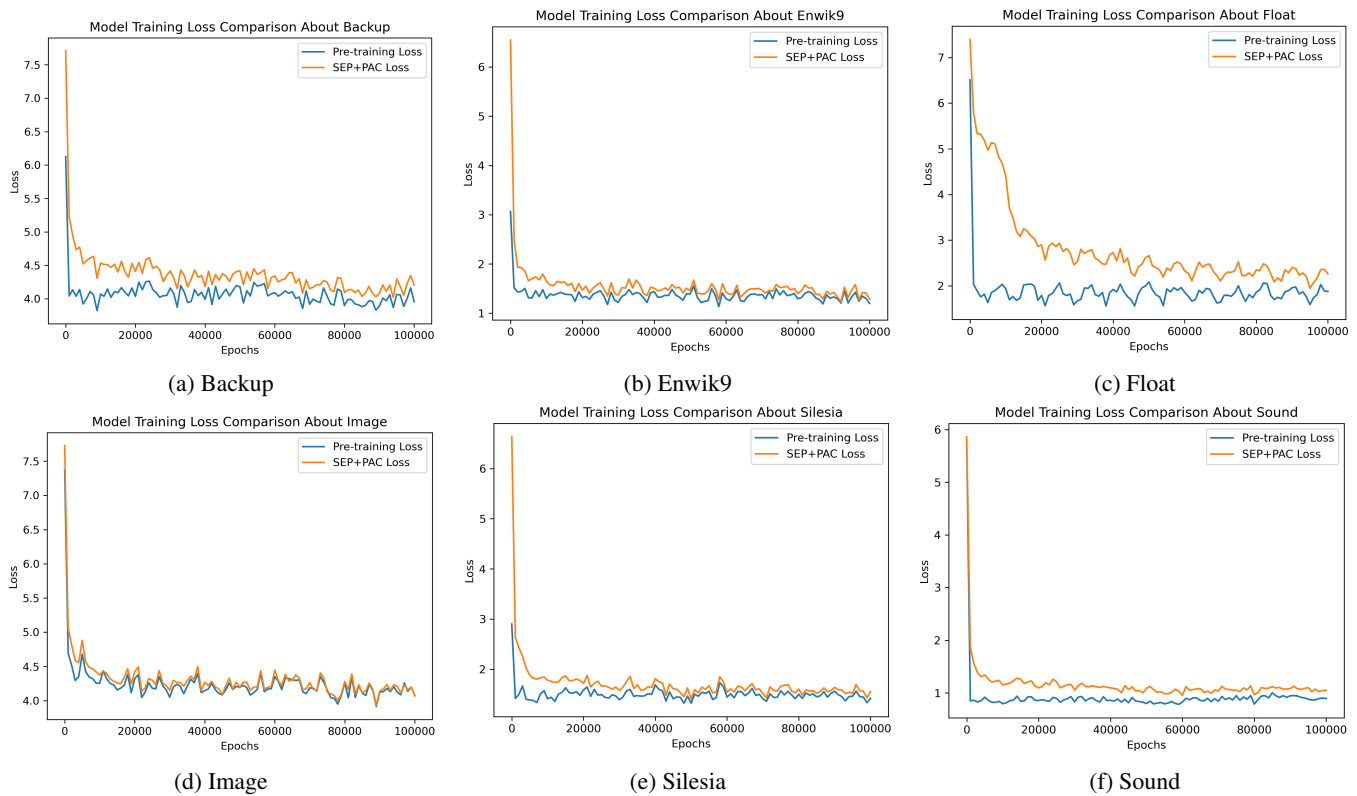 Model Training Loss Comparison About Backup
Pre-training Loss
SEP+PAC Loss
Loss
7.5
7.0
6.5
6.0
5.5
5.0
4.5
4.0
0 20000 40000 60000 80000 100000
Epochs
(a) Backup
Model Training Loss Comparison About Enwik9
Pre-training Loss
SEP+PAC Loss
Loss
6
5
4
3
2
1
0 20000 40000 60000 80000 100000
Epochs
(b) Enwik9
Model Training Loss Comparison About Float
Pre-training Loss
SEP+PAC Loss
Loss
7
6
5
4
3
2
0 20000 40000 60000 80000 100000
Epochs
(c) Float
Model Training Loss Comparison About Image
Pre-training Loss
SEP+PAC Loss
Loss
7.5
7.0
6.5
6.0
5.5
5.0
4.5
4.0
0 20000 40000 60000 80000 100000
Epochs
(d) Image
Model Training Loss Comparison About Silesia
Pre-training Loss
SEP+PAC Loss
Loss
6
5
4
3
2
0 20000 40000 60000 80000 100000
Epochs
(e) Silesia
Model Training Loss Comparison About Sound
Pre-training Loss
SEP+PAC Loss
Loss
6
5
4
3
2
1
0 20000 40000 60000 80000 100000
Epochs
(f) Sound